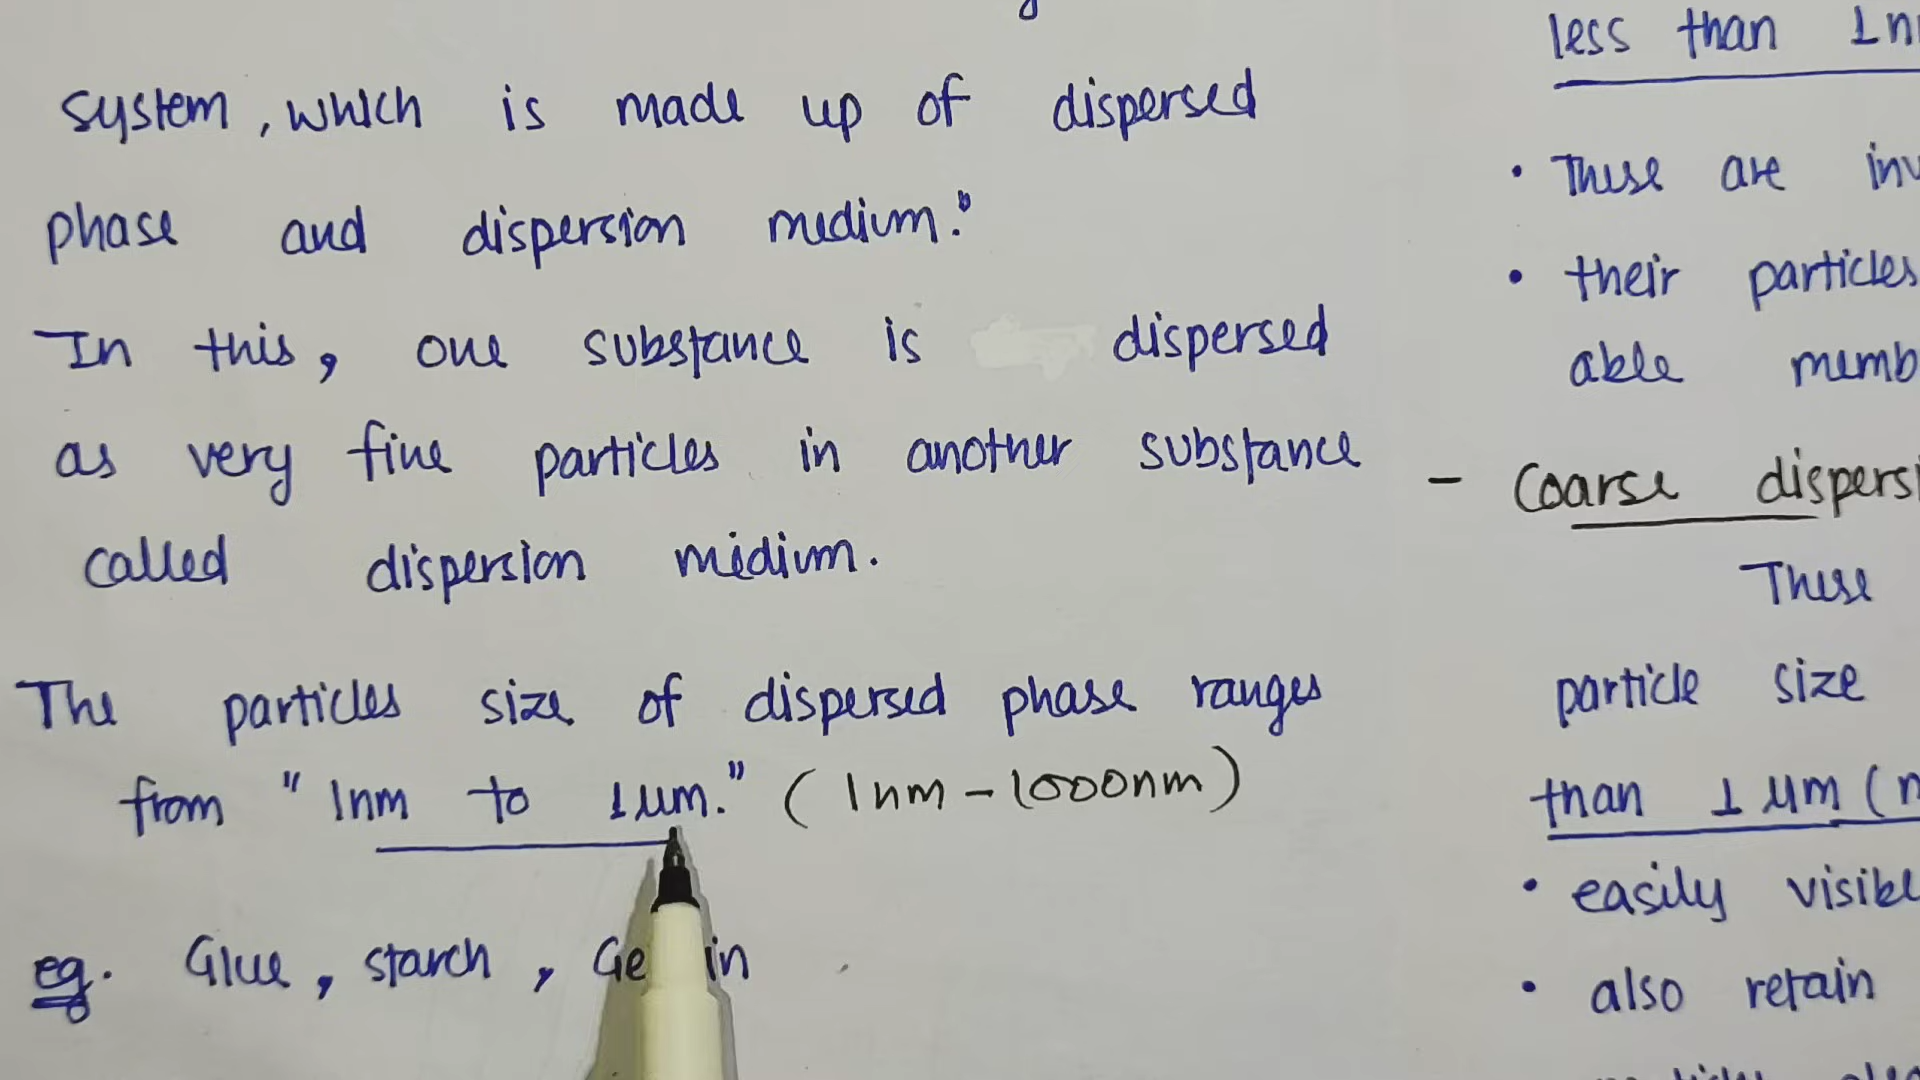 system, which is made up of dispersed
phase and dispersion medium."
In this, one substance is dispersed
as very fine particles in another substance
called dispersion medium.
The particles size of dispersed phase ranges
from "1nm to 1um." (1nm-1000nm)
eg. Glue, starch,
less than
• These are
• their particles
able
- Coarse
These
particle size
than 1 μm (
• easily
• also retain